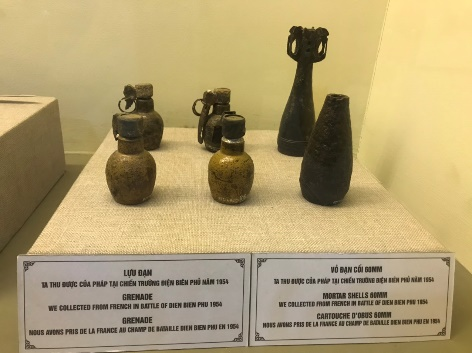 LỰU ĐẠN
TA THU ĐƯỢC CỦA PHÁP TẠI CHIẾN TRƯỜNG ĐIỆN BIÊN PHỦ NĂM 1954
GRENADE
WE COLLECTED FROM FRENCH IN BATTLE OF DIEN BIEN PHU 1954
GRENADE
NOUS AVONS PRIS DE LA FRANCE AU CHAMP DE BATAILLE DIEN BIEN PHU EN 1954
VỎ ĐẠN CỐI 60MM
TA THU ĐƯỢC CỦA PHÁP TẠI CHIẾN TRƯỜNG ĐIỆN BIÊN PHỦ NĂM 1954
MORTAR SHELLS 60MM
WE COLLECTED FROM FRENCH IN BATTLE OF DIEN BIEN PHU 1954
CARTOUCHE D'OBUS 60MM
NOUS AVONS PRIS DE LA FRANCE AU CHAMP DE BATAILLE DIEN BIEN PHU EN 1954